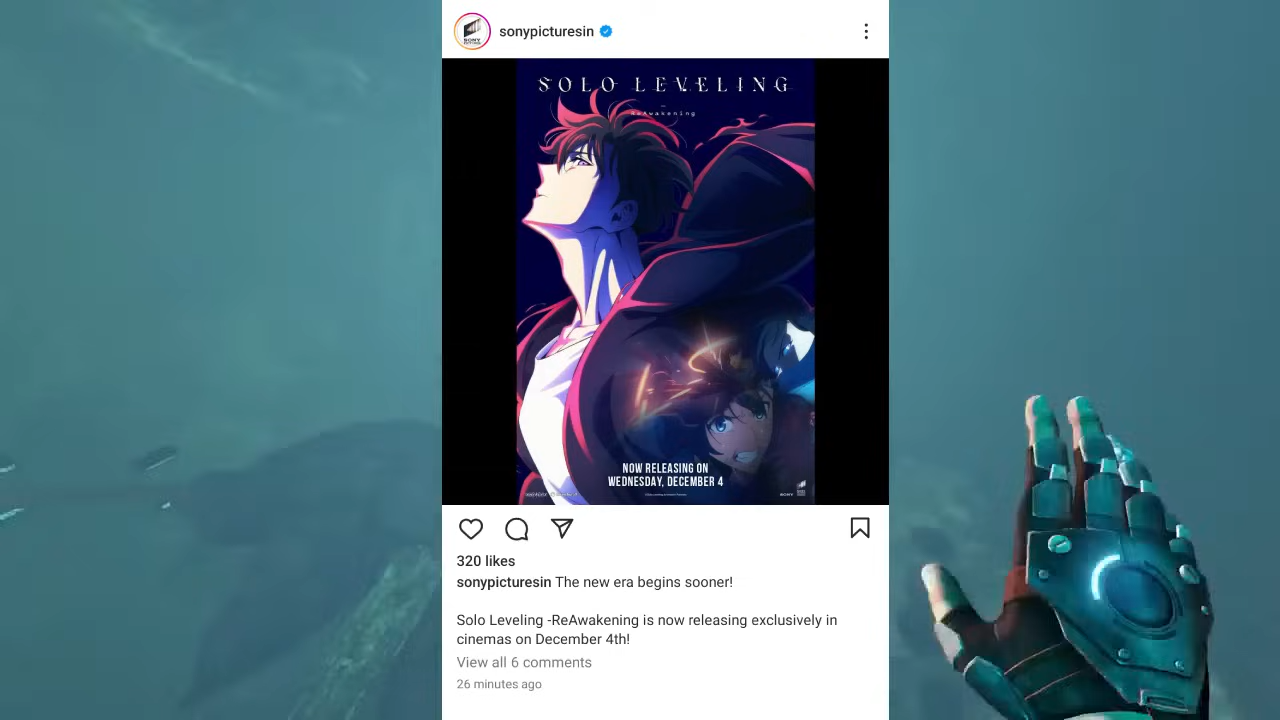 sonypicturesin
SOLO LEVELING
ReAwakening
NOW RELEASING ON
WEDNESDAY, DECEMBER 4
SONY
320 likes
sonypicturesin The new era begins sooner!
Solo Leveling -ReAwakening is now releasing exclusively in
cinemas on December 4th!
View all 6 comments
26 minutes ago